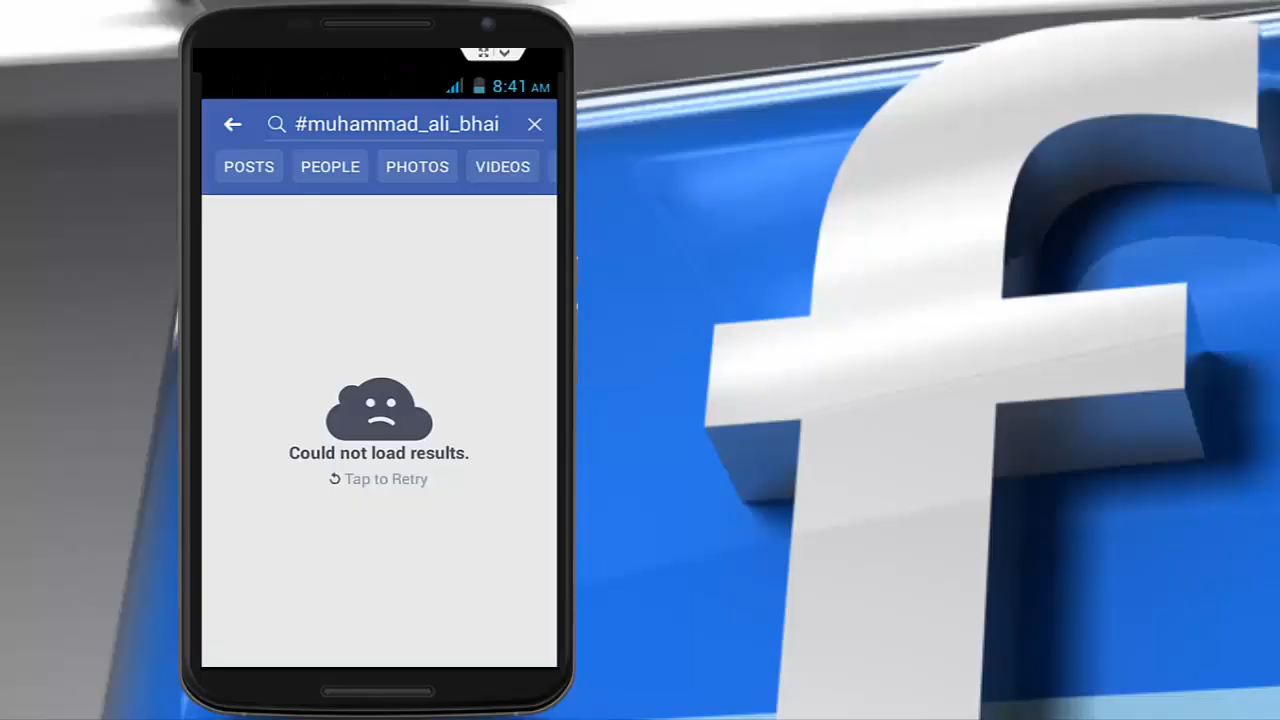 8:41 AM
#muhammad_ali_bhai
POSTS PEOPLE PHOTOS VIDEOS
Could not load results.
Tap to Retry
f